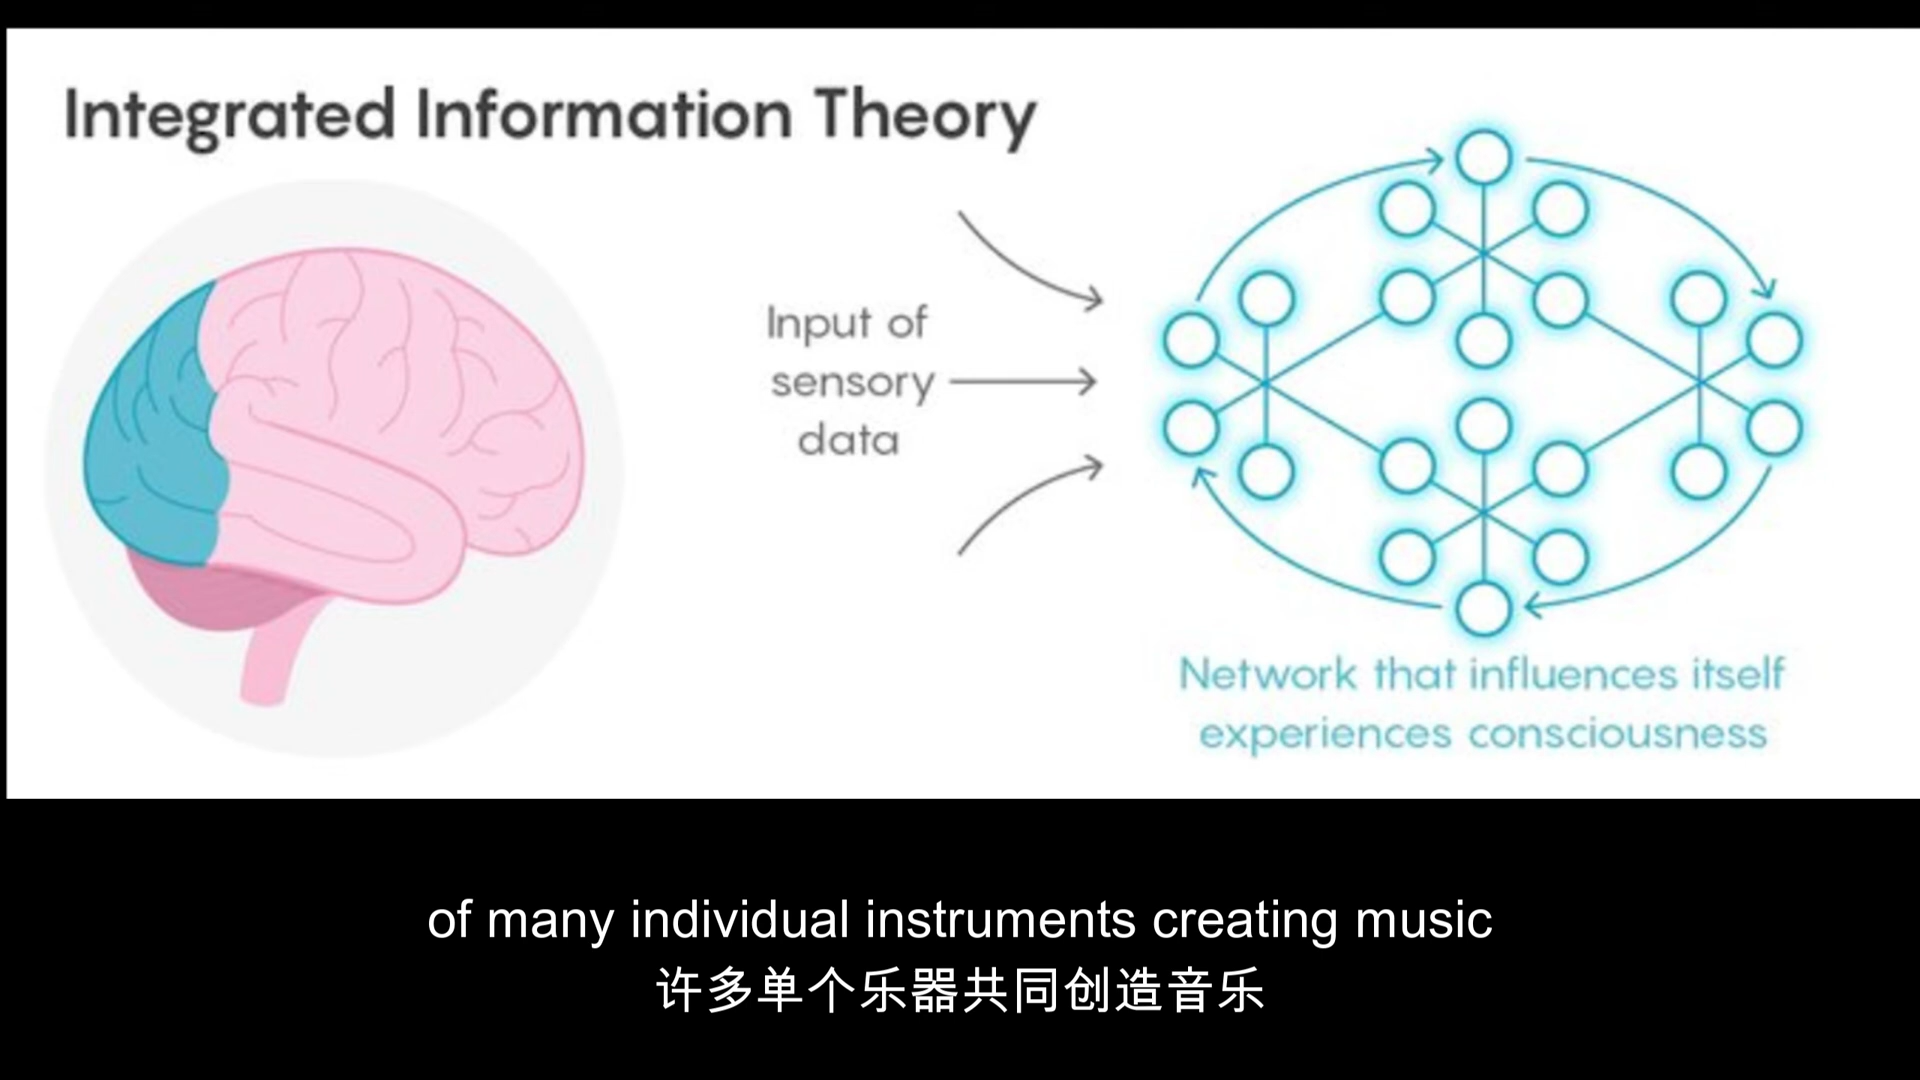 Integrated Information Theory
Input of
sensory
data
Network that influences itself
experiences consciousness
of many individual instruments creating music
许多单个乐器共同创造音乐